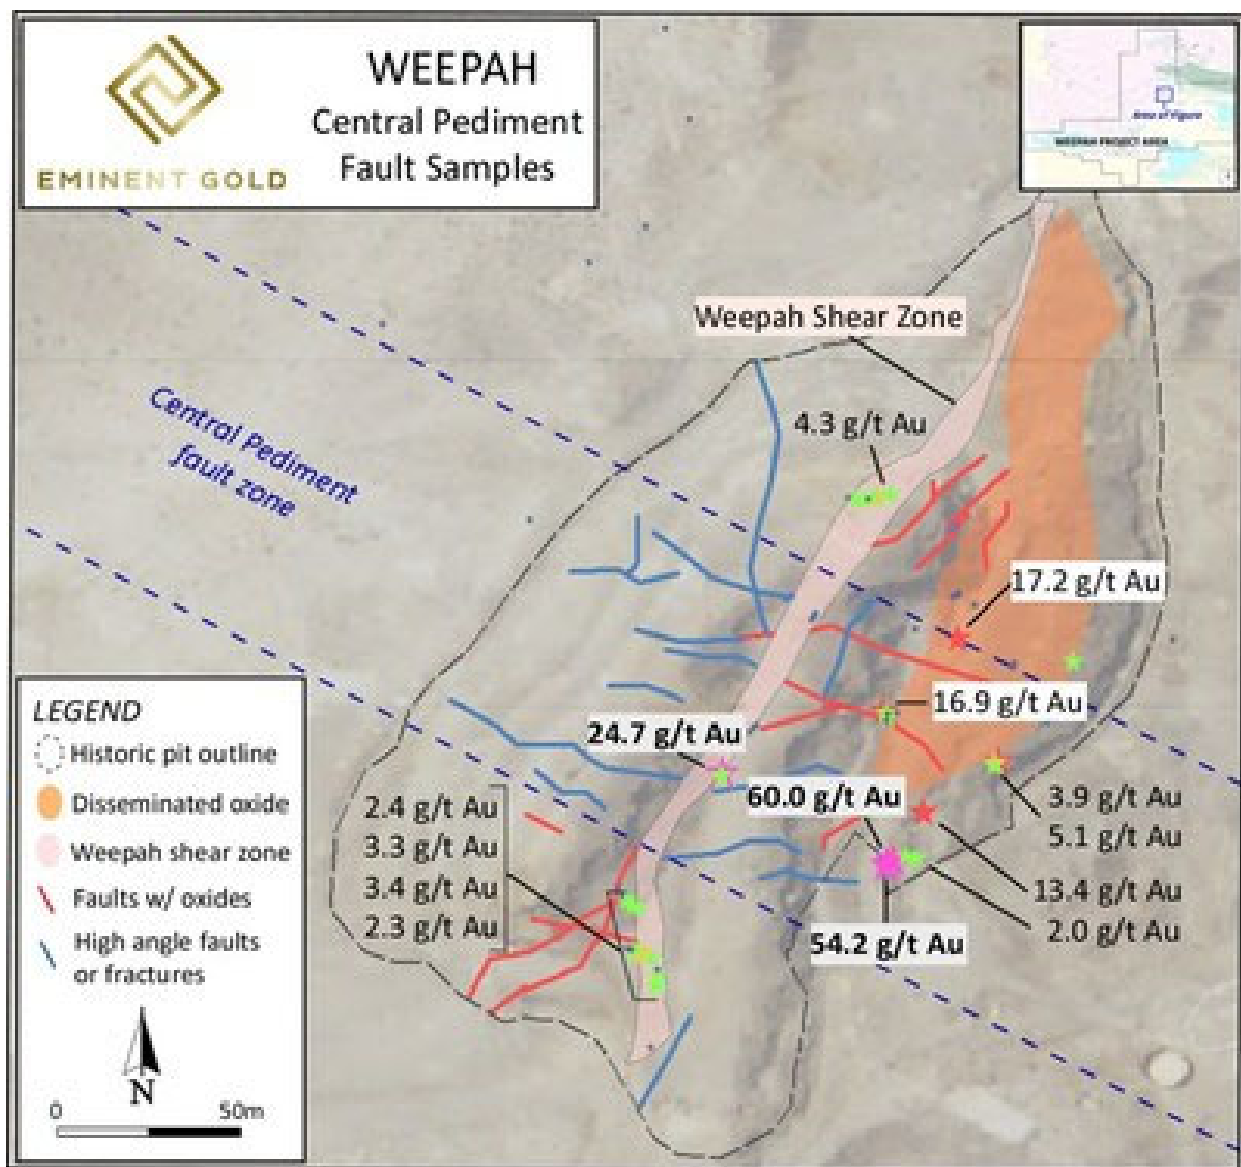 WEEPAH
Central Pediment
Fault Samples
EMINENT GOLD
Area of Figure
WEEPAH PROJECT AREA
Weepah Shear Zone
4.3 g/t Au
Central Pediment
fault zone
17.2 g/t Au
16.9 g/t Au
24.7 g/t Au
60.0 g/t Au
3.9 g/t Au
5.1 g/t Au
13.4 g/t Au
2.0 g/t Au
54.2 g/t Au
2.4 g/t Au
3.3 g/t Au
3.4 g/t Au
2.3 g/t Au
LEGEND
Historic pit outline
Disseminated oxide
Weepah shear zone
Faults w/ oxides
High angle faults
or fractures
N
0 50m